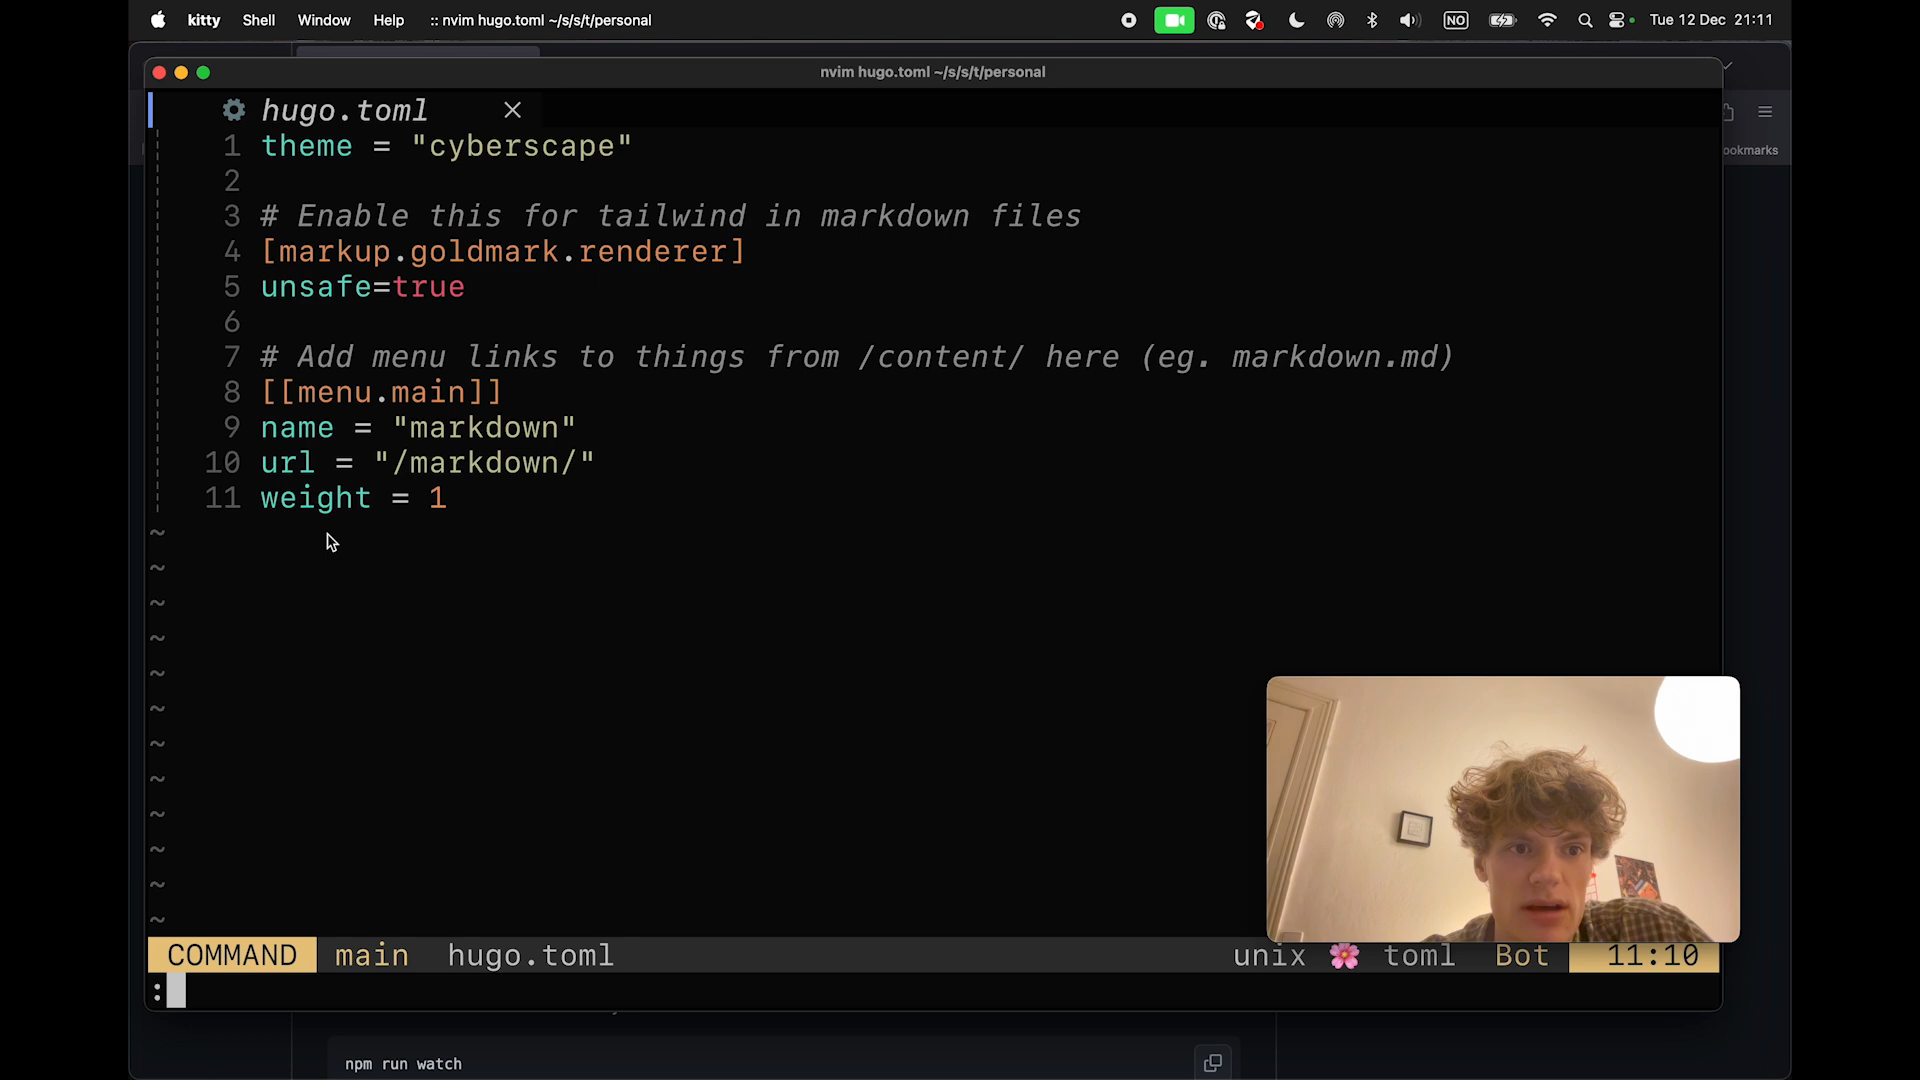 kitty Shell Window Help :: nvim hugo.toml ~/s/s/t/personal NO Tue 12 Dec 21:11
nvim hugo.toml ~/s/s/t/personal
hugo.toml
ookmarks
1 theme = "cyberscape"
2
3 # Enable this for tailwind in markdown files
4 [markup.goldmark.renderer]
5 unsafe=true
6
7 # Add menu links to things from /content/ here (eg. markdown.md)
8 [[menu.main]]
9 name = "markdown"
10 url = "/markdown/"
11 weight = 1
~
~
~
~
~
~
~
~
~
~
~
~
COMMAND main hugo.toml unix 🌸 toml Bot 11:10
:
npm run watch